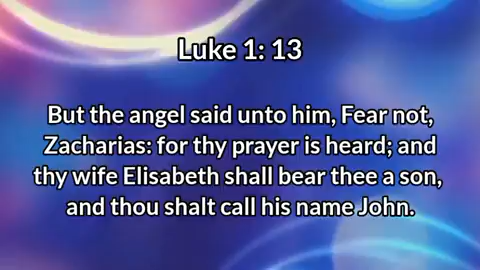 Luke 1: 13
But the angel said unto him, Fear not,
Zacharias: for thy prayer is heard; and
thy wife Elisabeth shall bear thee a son,
and thou shalt call his name John.